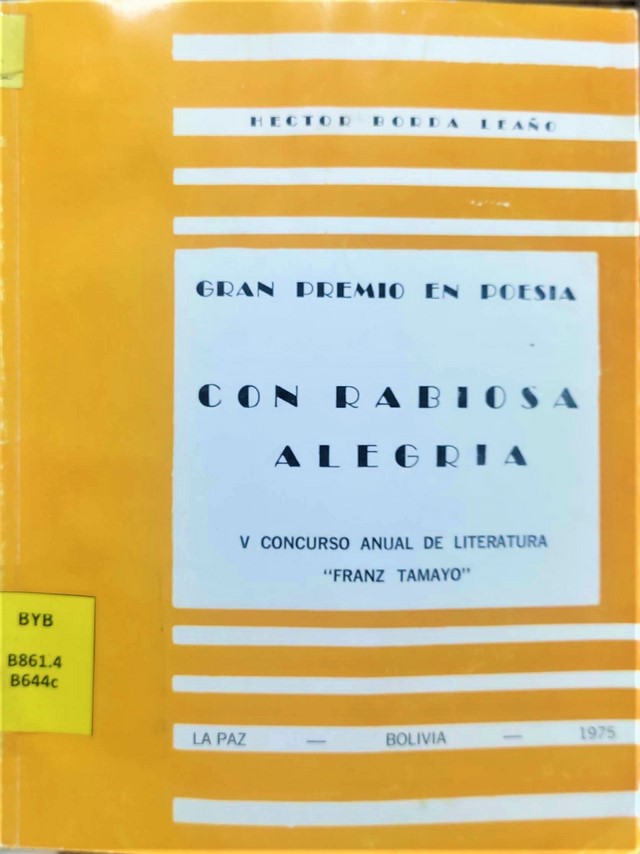 HECTOR BORDA LEAÑO
GRAN PREMIO EN POESIA
CON RABIOSA
ALEGRIA
V CONCURSO ANUAL DE LITERATURA
"FRANZ TAMAYO"
BYB
B861.4
B644c
LA PAZ — BOLIVIA — 1975